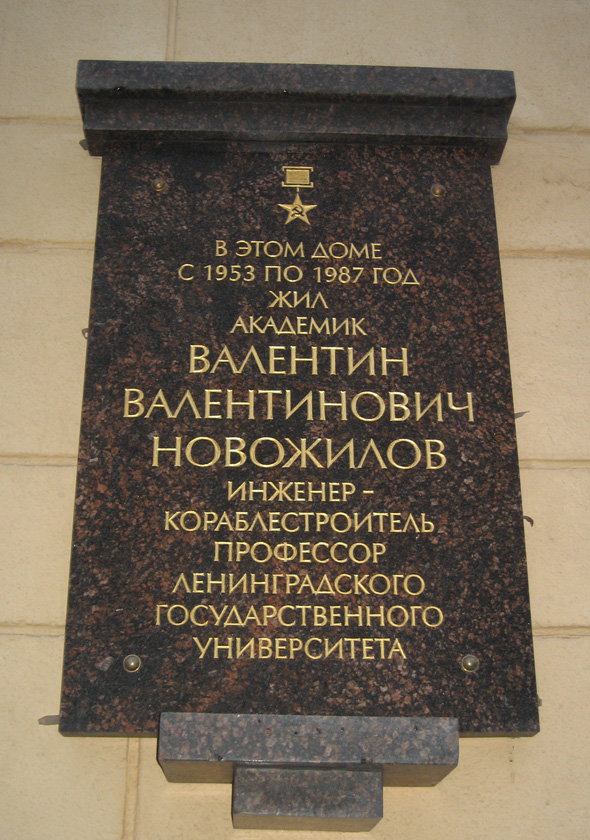 В ЭТОМ ДОМЕ
С 1953 ПО 1987 ГОД
ЖИЛ
АКАДЕМИК
ВАЛЕНТИН
ВАЛЕНТИНОВИЧ
НОВОЖИЛОВ
ИНЖЕНЕР -
КОРАБЛЕСТРОИТЕЛЬ
ПРОФЕССОР
ЛЕНИНГРАДСКОГО
ГОСУДАРСТВЕННОГО
УНИВЕРСИТЕТА